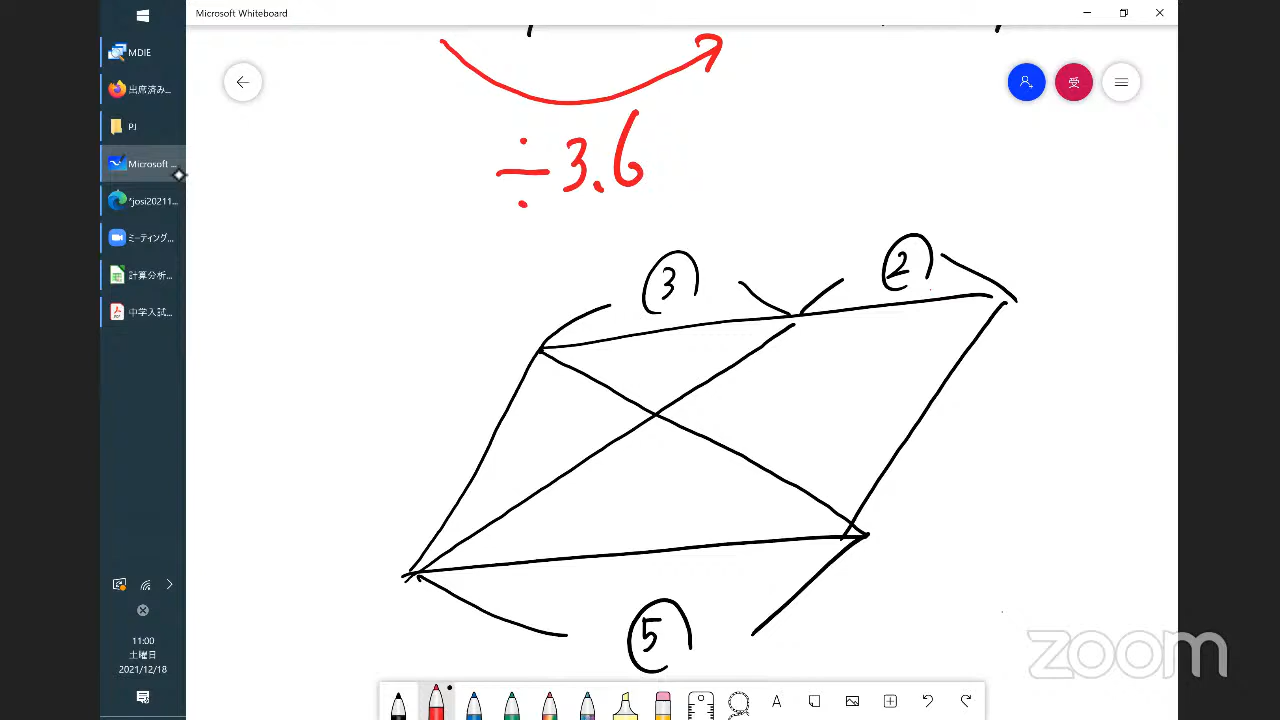 Microsoft Whiteboard
MDIE
出席済み...
PJ
Microsoft ...
*josi20211...
ミーティング...
計算分析...
中学入試...
受
÷3.6
③
②
⑤
A
11:00
土曜日
2021/12/18
zoom